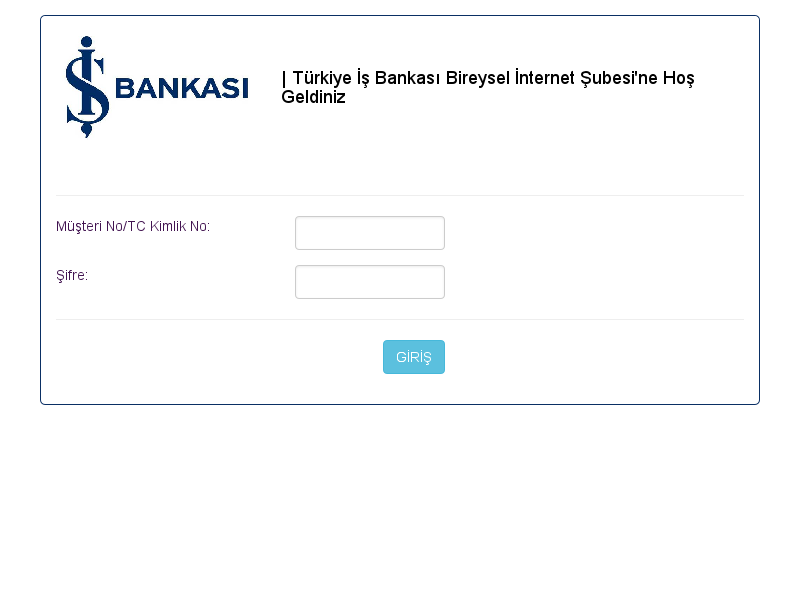 İŞ BANKASI
| Türkiye İş Bankası Bireysel İnternet Şubesi'ne Hoş
Geldiniz
Müşteri No/TC Kimlik No:
Şifre:
GİRİŞ